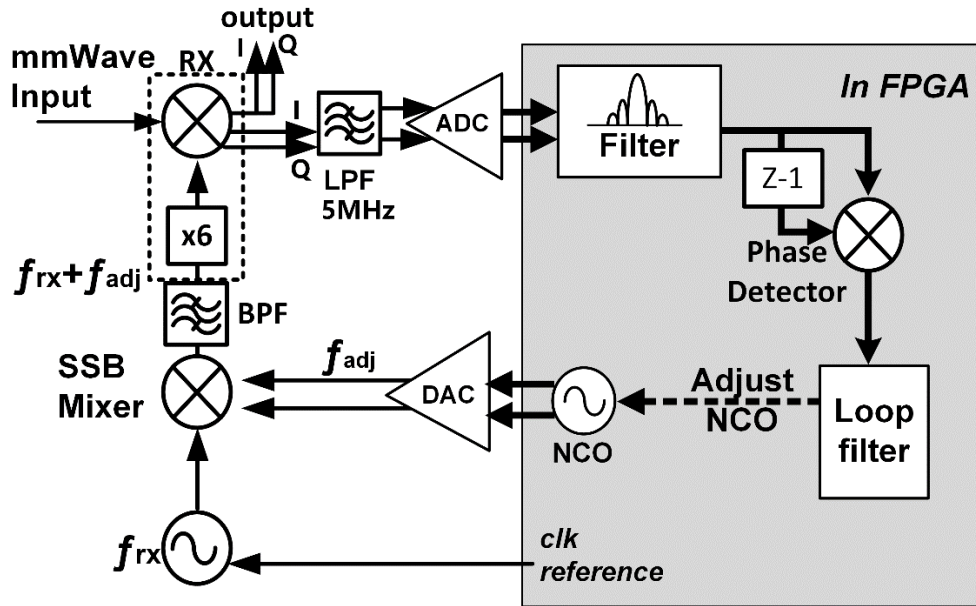 output
mmWave
Input
RX
I
Q
I
Q
LPF
5MHz
ADC
In FPGA
Filter
Z-1
Phase
Detector
x6
frx+fadj
BPF
SSB
Mixer
fadj
DAC
NCO
Adjust
NCO
Loop
filter
frx
clk
reference